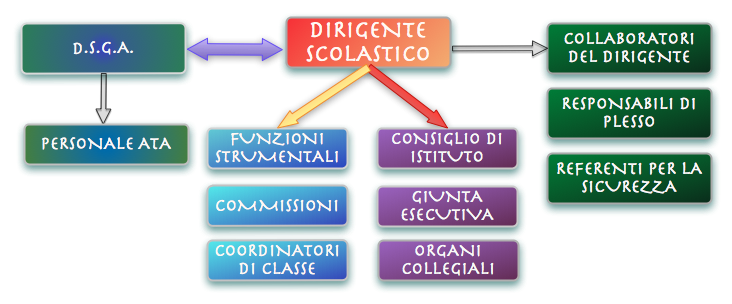 D.S.G.A.
DIRIGENTE
SCOLASTICO
COLLABORATORI
DEL DIRIGENTE
PERSONALE ATA
FUNZIONI
STRUMENTALI
CONSIGLIO DI
ISTITUTO
RESPONSABILI DI
PLESSO
COMMISSIONI
GIUNTA
ESECUTIVA
REFERENTI PER LA
SICUREZZA
COORDINATORI
DI CLASSE
ORGANI
COLLEGIALI